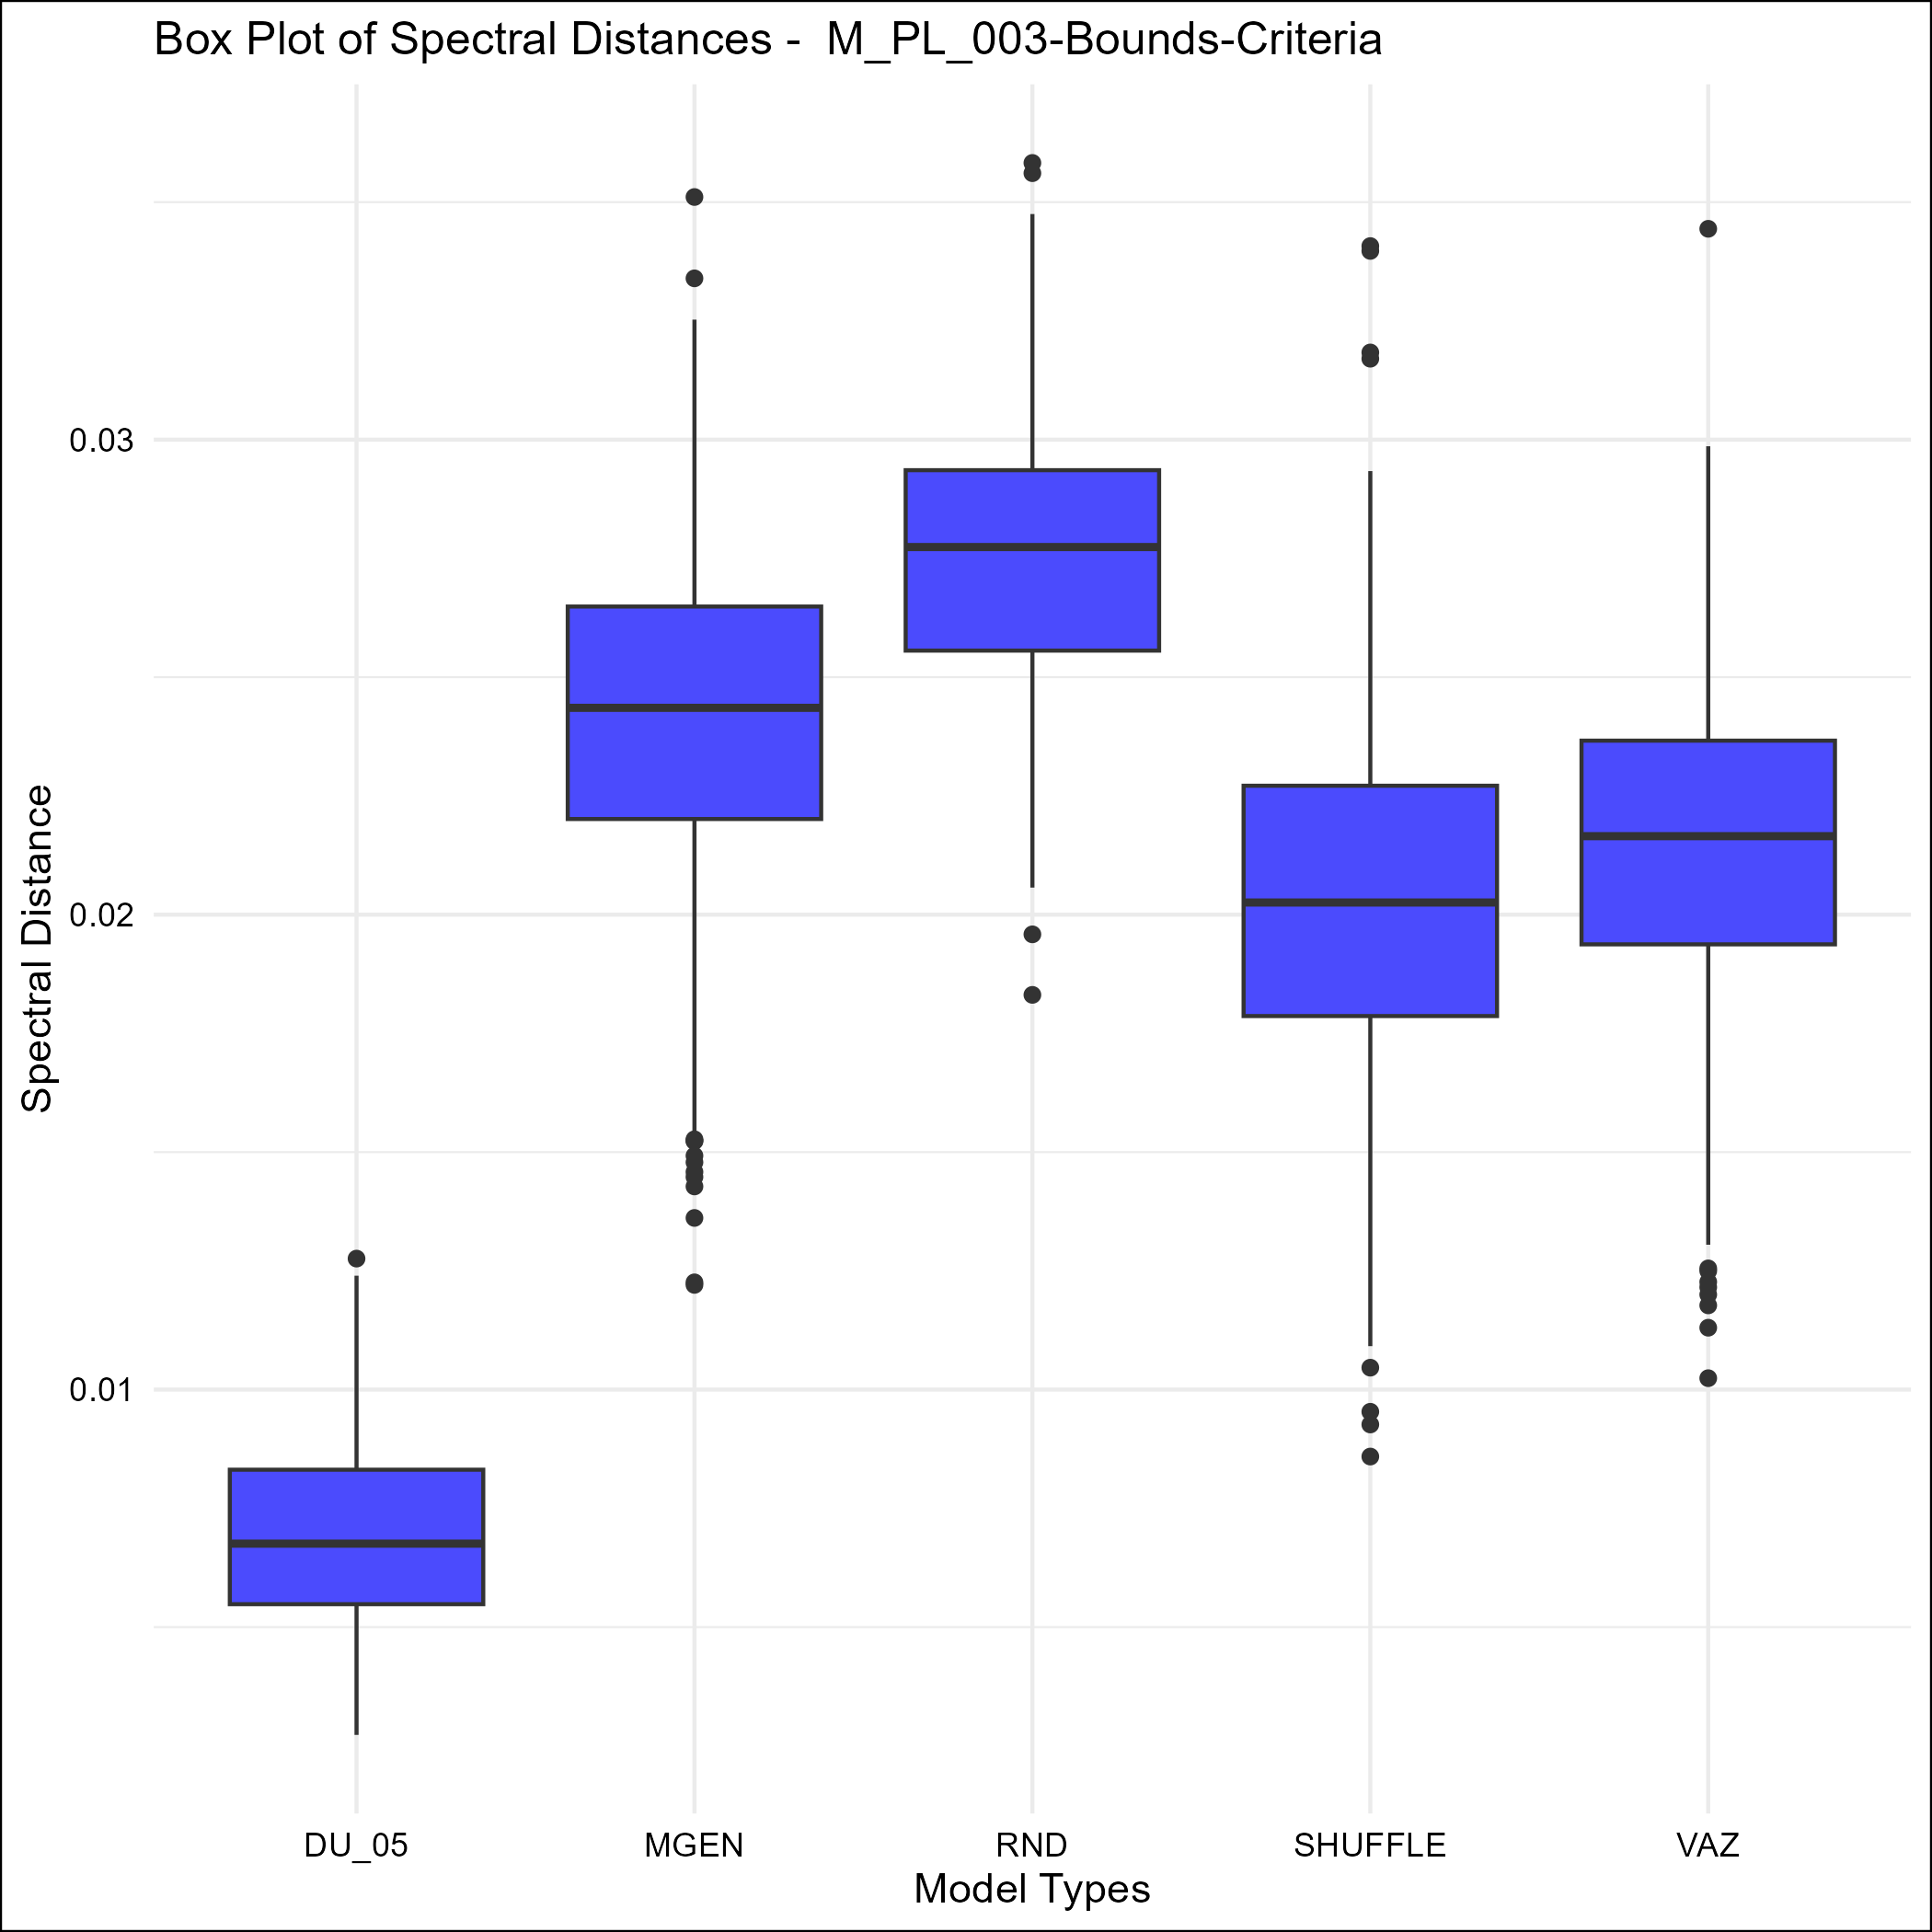 Box Plot of Spectral Distances -  M_PL_003-Bounds-Criteria
Spectral Distance
0.03
0.02
0.01
DU_05 MGEN RND SHUFFLE VAZ
Model Types